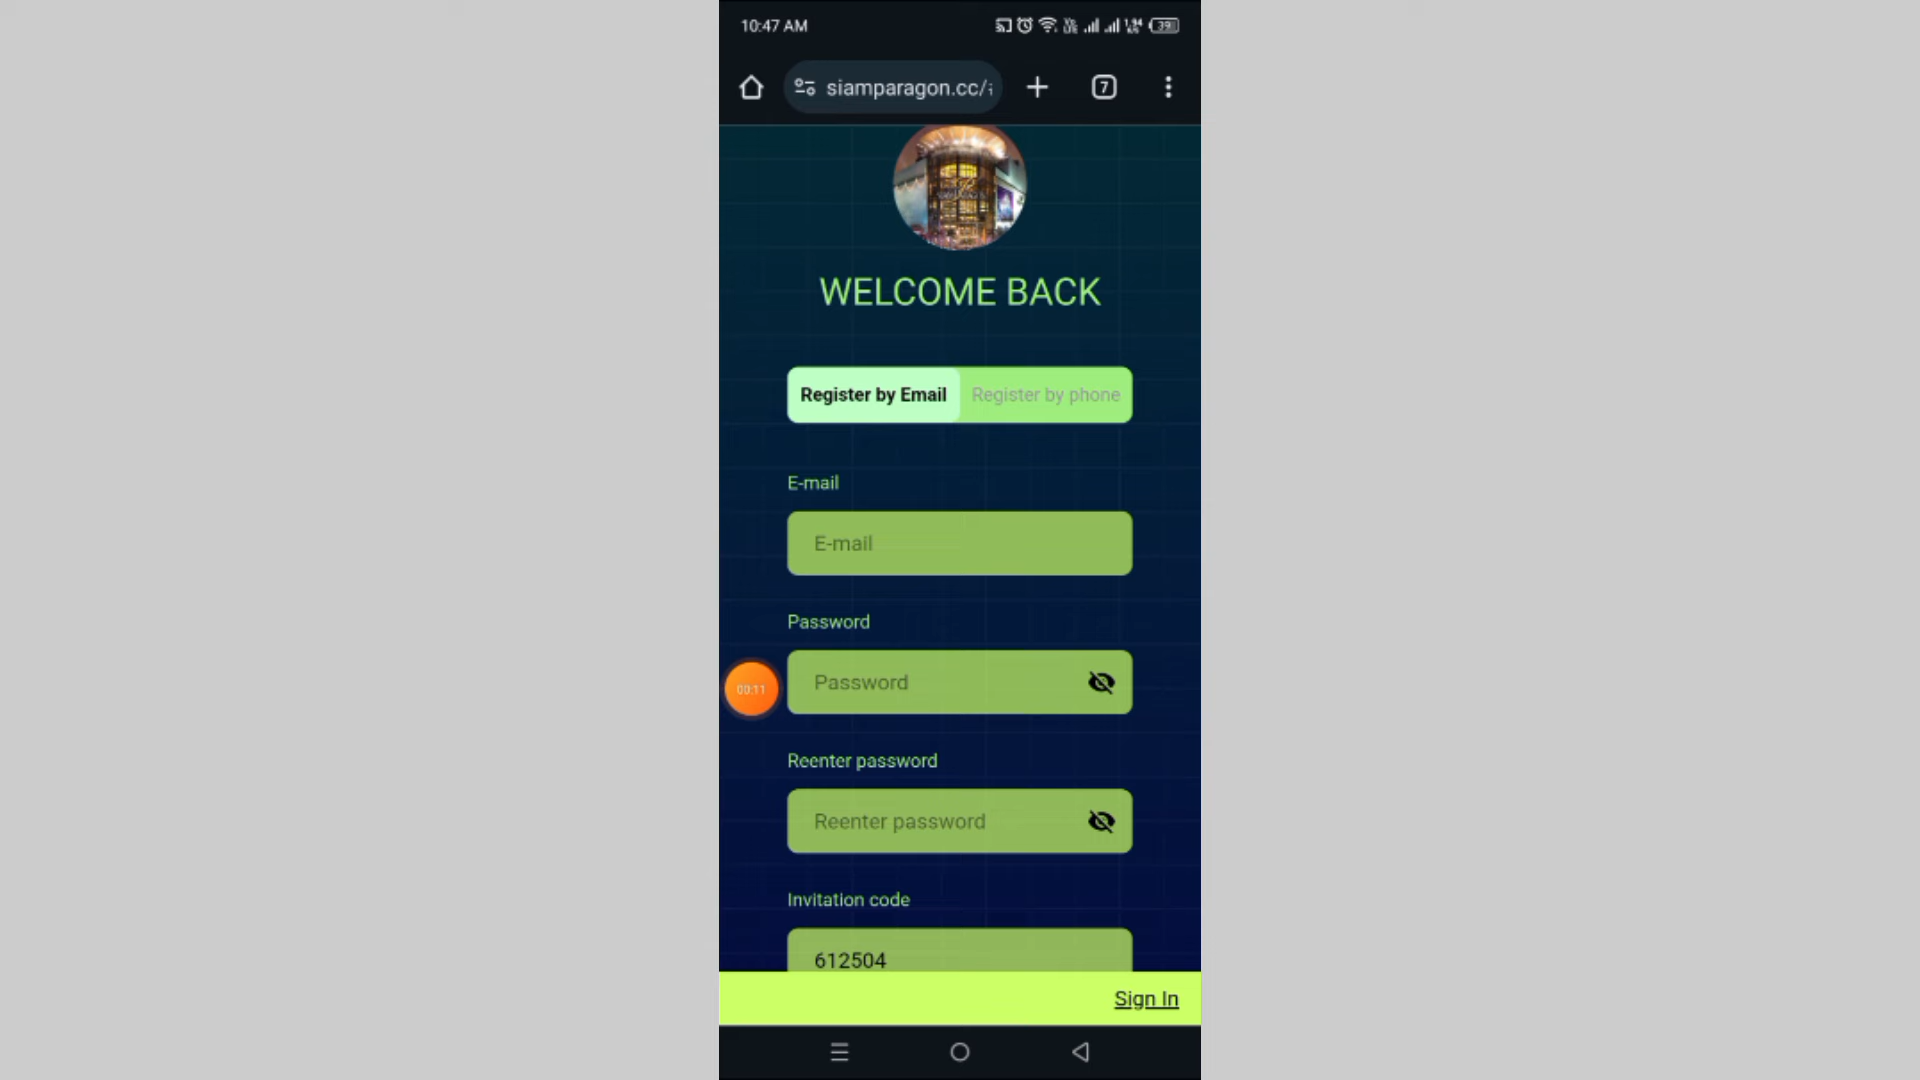 10:47 AM
39
siamparagon.cc/
7
WELCOME BACK
Register by Email
Register by phone
E-mail
E-mail
Password
Password
00:11
Reenter password
Reenter password
Invitation code
612504
Sign In